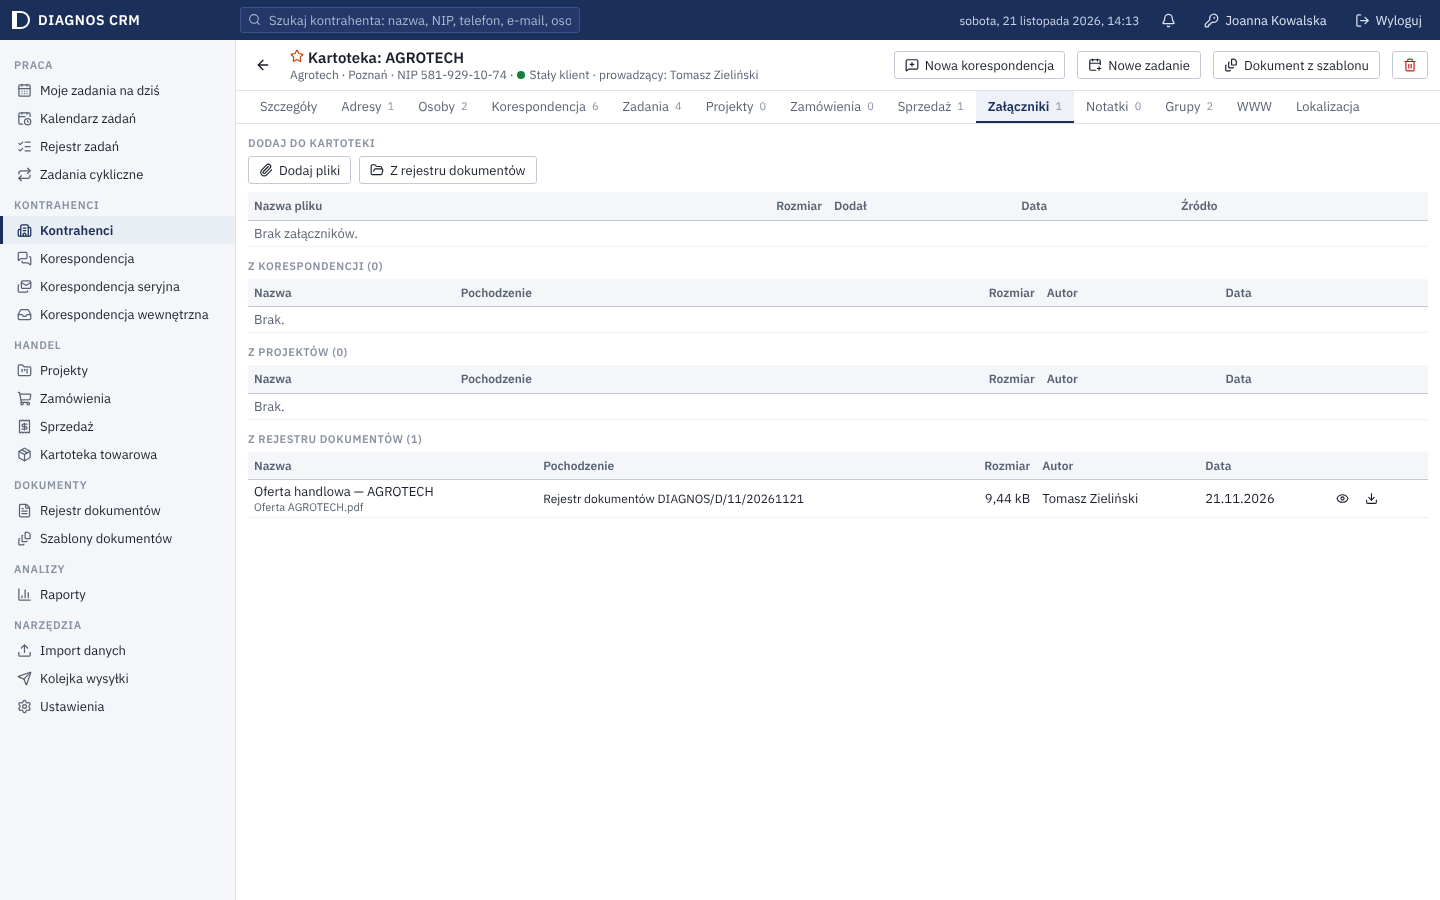 DIAGNOS CRM
Szukaj kontrahenta: nazwa, NIP, telefon, e-mail, oso
sobota, 21 listopada 2026, 14:13
Joanna Kowalska
Wyloguj
PRACA
Moje zadania na dziś
Kalendarz zadań
Rejestr zadań
Zadania cykliczne
KONTRAHENCI
Kontrahenci
Korespondencja
Korespondencja seryjna
Korespondencja wewnętrzna
HANDEL
Projekty
Zamówienia
Sprzedaż
Kartoteka towarowa
DOKUMENTY
Rejestr dokumentów
Szablony dokumentów
ANALIZY
Raporty
NARZĘDZIA
Import danych
Kolejka wysyłki
Ustawienia
Kartoteka: AGROTECH
Agrotech · Poznań · NIP 581-929-10-74 · Stały klient · prowadzący: Tomasz Zieliński
Nowa korespondencja
Nowe zadanie
Dokument z szablonu
Szczegóły Adresy 1 Osoby 2 Korespondencja 6 Zadania 4 Projekty 0 Zamówienia 0 Sprzedaż 1 Załączniki 1 Notatki 0 Grupy 2 WWW Lokalizacja
DODAJ DO KARTOTEKI
Dodaj pliki
Z rejestru dokumentów
Nazwa pliku Rozmiar Dodał Data Źródło
Brak załączników.
Z KORESPONDENCJI (0)
Nazwa Pochodzenie Rozmiar Autor Data
Brak.
Z PROJEKTÓW (0)
Nazwa Pochodzenie Rozmiar Autor Data
Brak.
Z REJESTRU DOKUMENTÓW (1)
Nazwa Pochodzenie Rozmiar Autor Data
Oferta handlowa — AGROTECH
Oferta AGROTECH.pdf
Rejestr dokumentów DIAGNOS/D/11/20261121 9,44 kB Tomasz Zieliński 21.11.2026